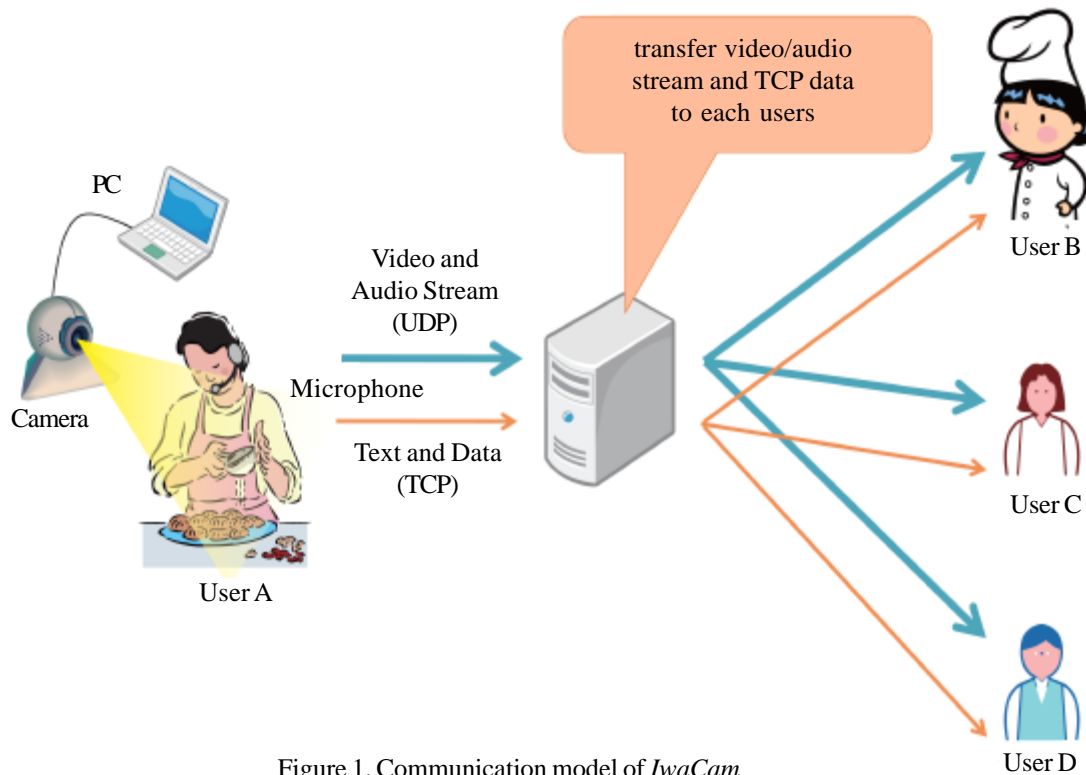 transfer video/audio
stream and TCP data
to each users
PC
Video and
Audio Stream
(UDP)
Microphone
Camera
Text and Data
(TCP)
User A
User B
User C
User D
Figure 1. Communication model of IwaCam